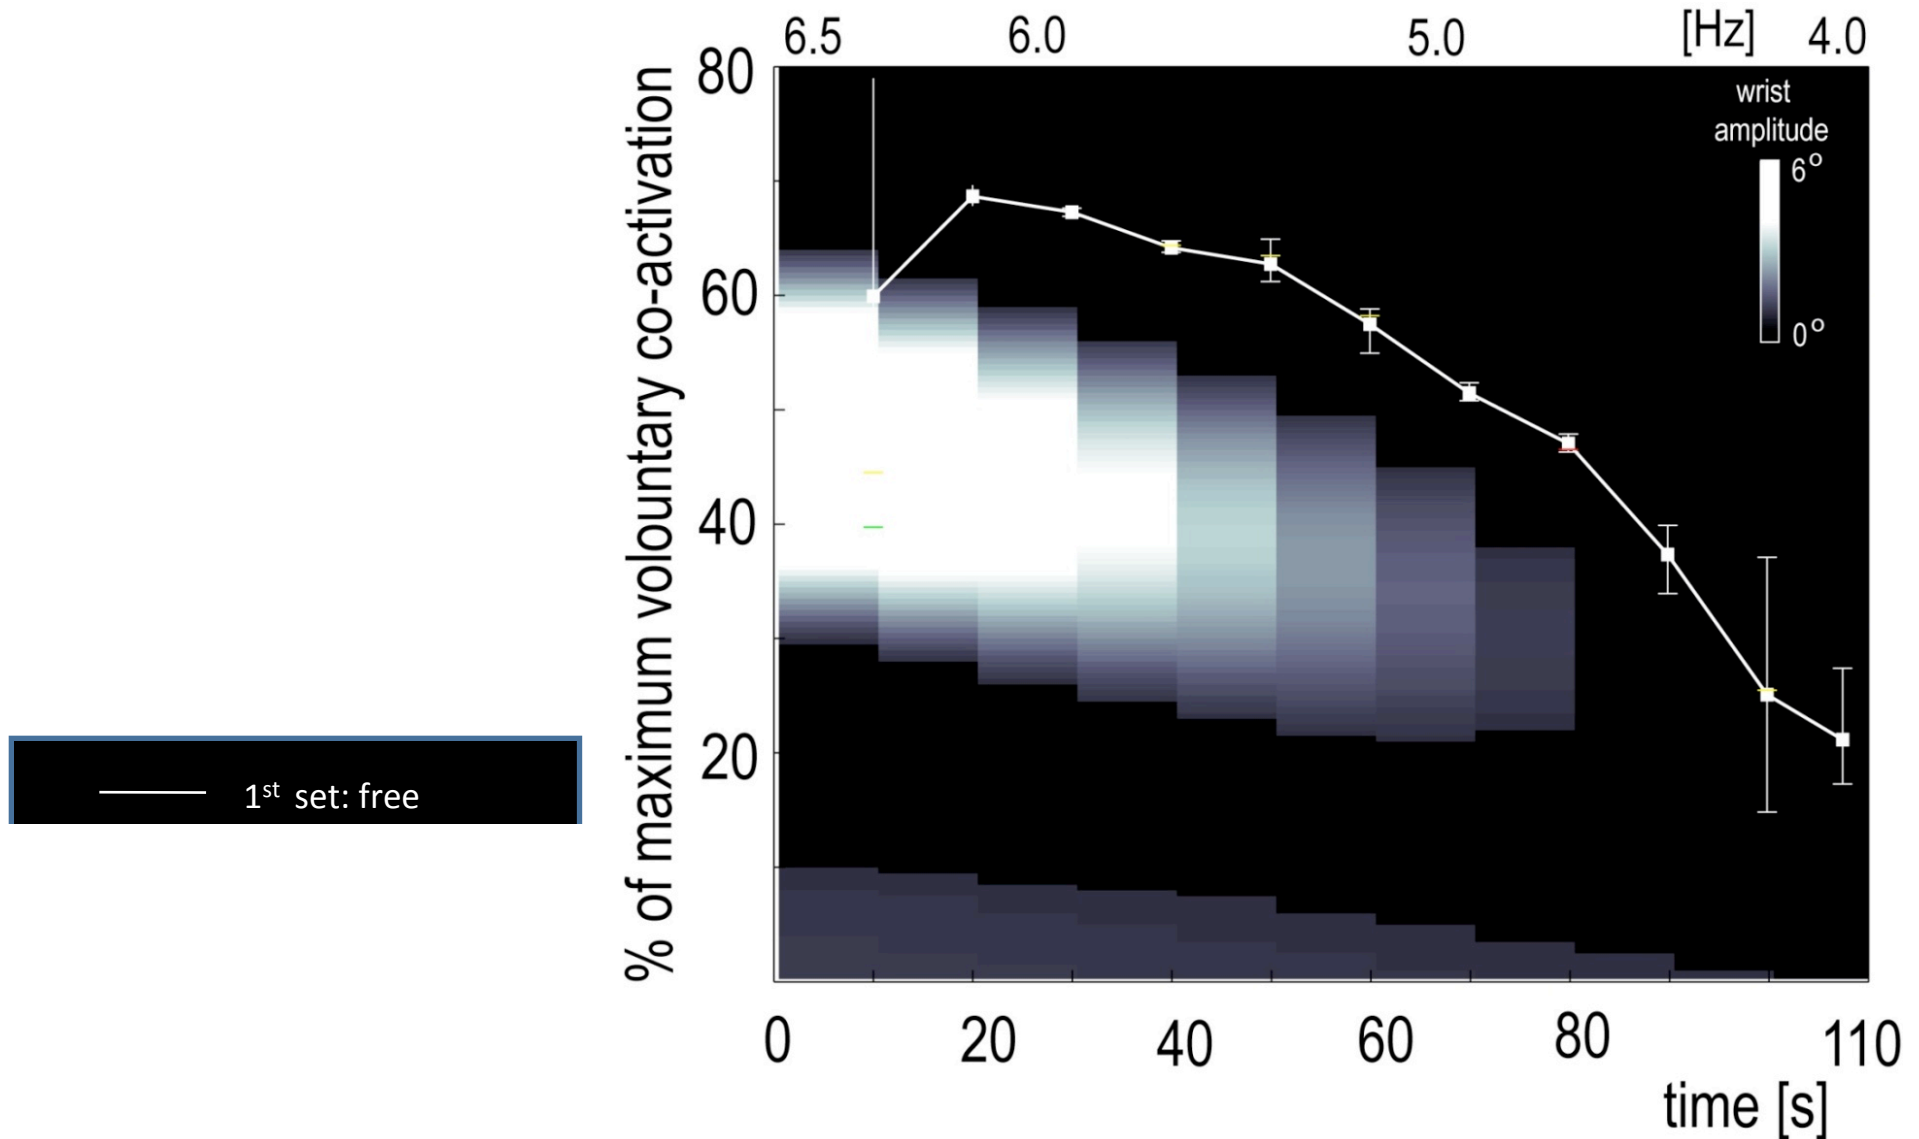 6.5 6.0 5.0 [Hz] 4.0
80
60
40
20
% of maximum volountary co-activation
wrist
amplitude
6°
0°
1st set: free
0 20 40 60 80 110
time [s]